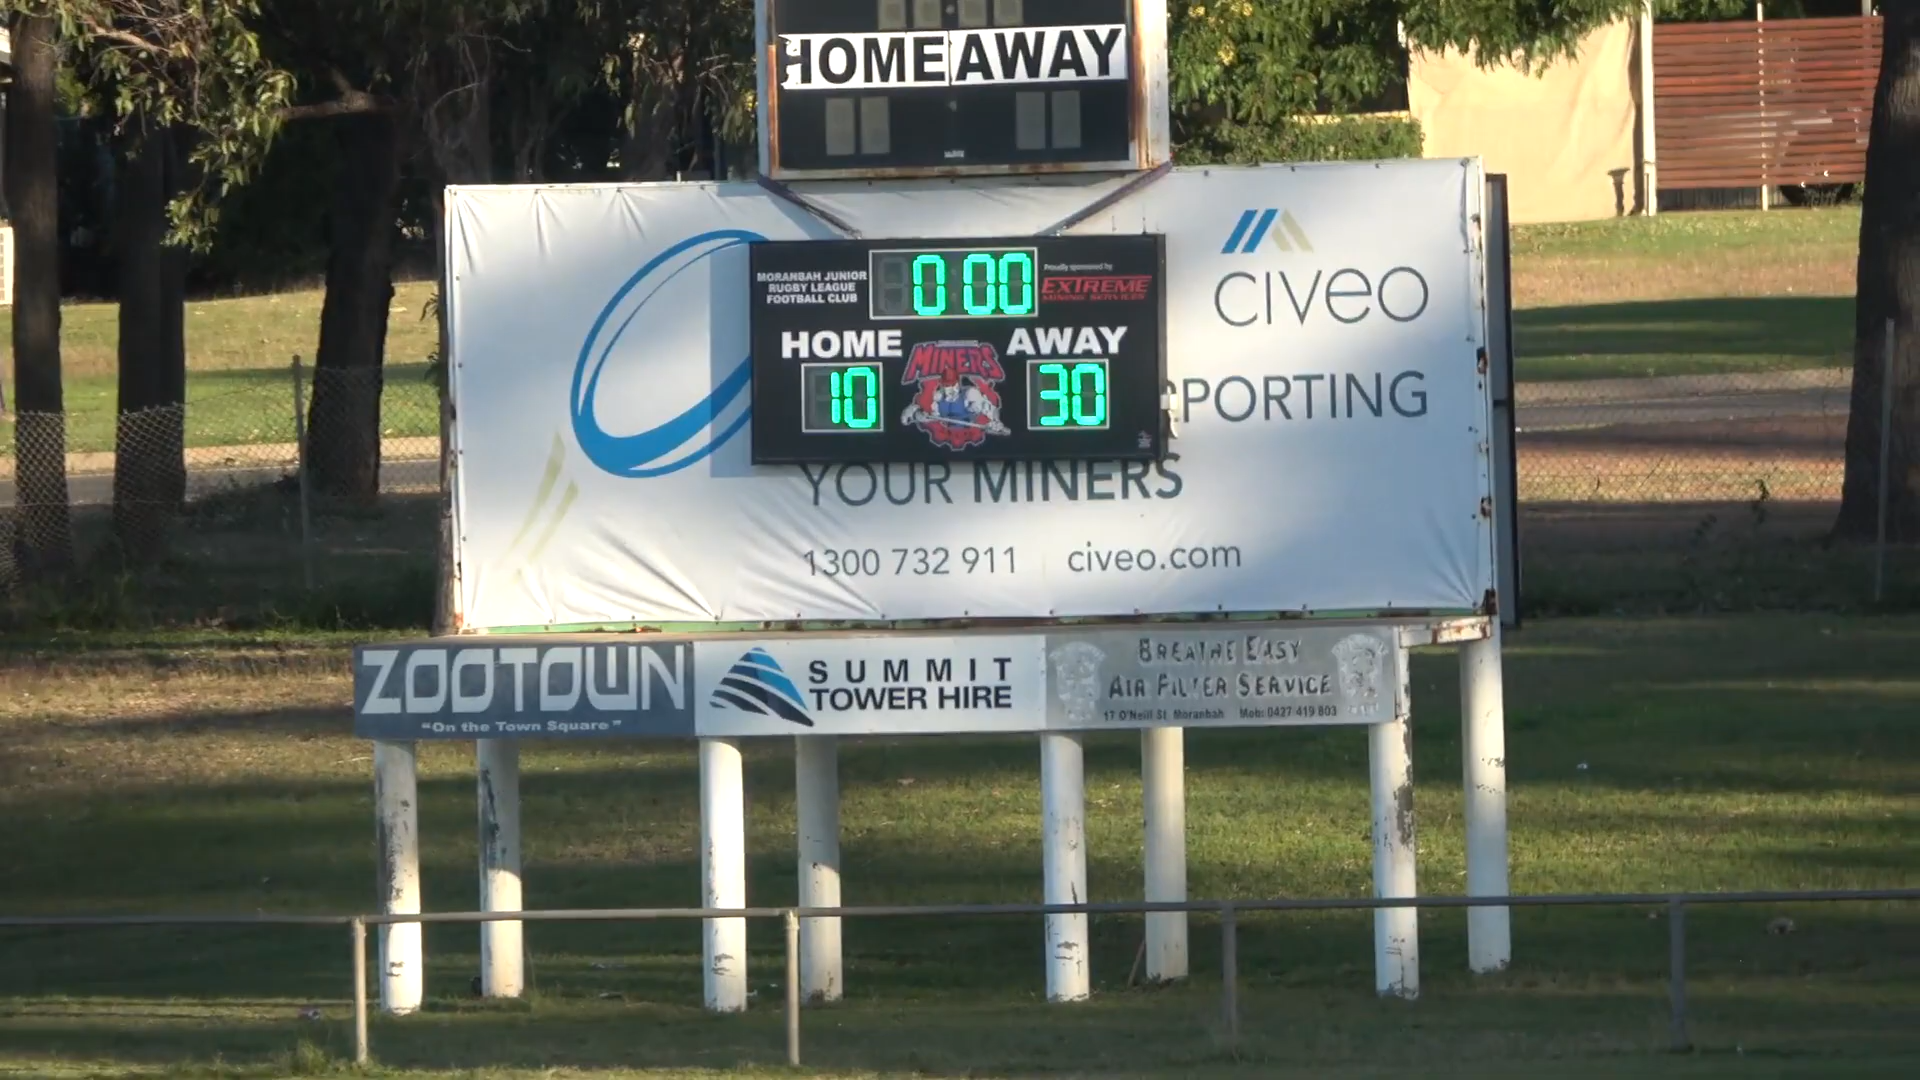 HOME AWAY
MORANBAH JUNIOR
RUGBY LEAGUE
FOOTBALL CLUB
0 00
Proudly sponsored by
EXTREME
MINING SERVICES
HOME
AWAY
MINERS
10
30
civeo
PORTING
YOUR MINERS
1300 732 911 civeo.com
ZOOTOWN
"On the Town Square"
SUMMIT
TOWER HIRE
BREATHE EASY
AIR FILTER SERVICE
17 O'Neill St. Moranbah Mob: 0427 419 803